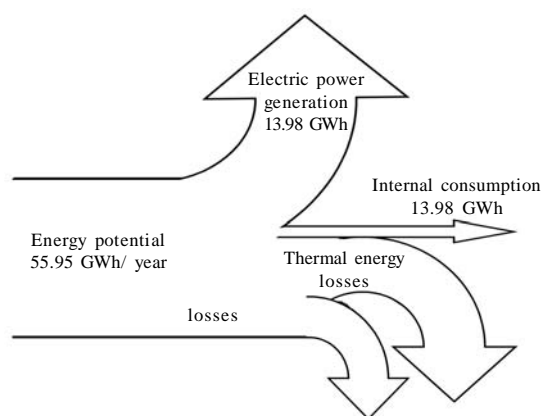 Electric power
generation
13.98 GWh
Internal consumption
13.98 GWh
Energy potential
55.95 GWh/ year
Thermal energy
losses
losses